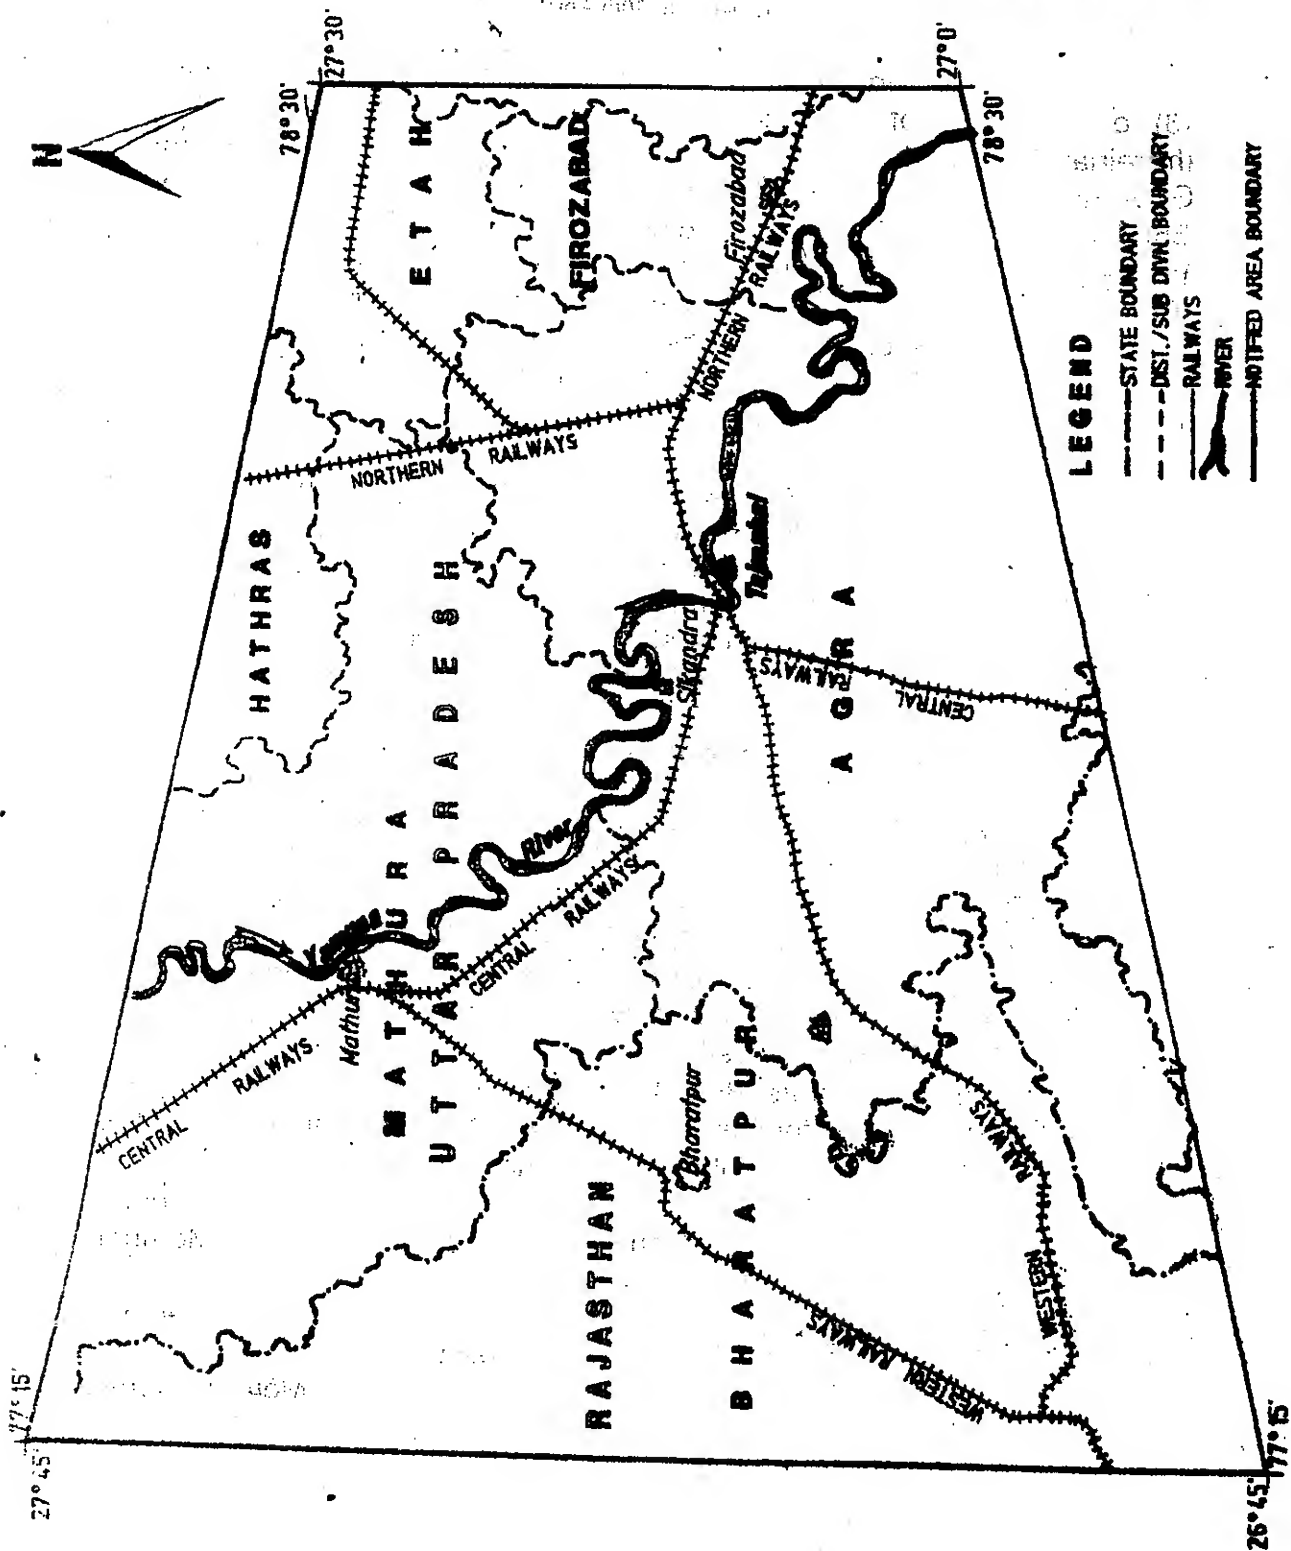 N
27°45'
77°15'
78°30'
27°30'
CENTRAL
RAILWAYS
HATHRAS
Mathura
Yamuna
MATHURA
UTTAR PRADESH
NORTHERN
RAILWAYS
ETAH
CENTRAL
RAILWAYS
River
FIROZABAD
RAJASTHAN
Bharatpur
BHARATPUR
Sikandra
Tajmahal
NORTHERN
RAILWAYS
Firozabad
AGRA
RAILWAYS
CENTRAL
WESTERN RAILWAYS
WESTERN
RAILWAYS
27°0'
78°30'
26°45'
77°15'
LEGEND
STATE BOUNDARY
DIST./SUB DIVN. BOUNDARY
RAILWAYS
RIVER
NOTIFIED AREA BOUNDARY